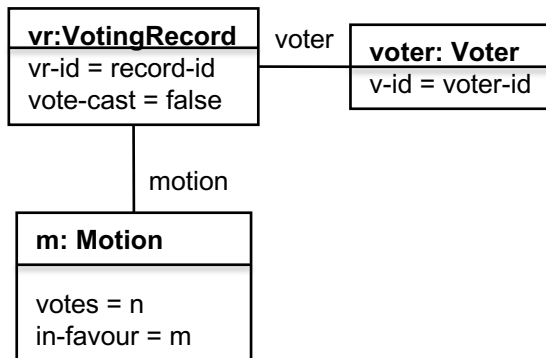 vr:VotingRecord
vr-id = record-id
vote-cast = false
voter
voter: Voter
v-id = voter-id
motion
m: Motion
votes = n
in-favour = m